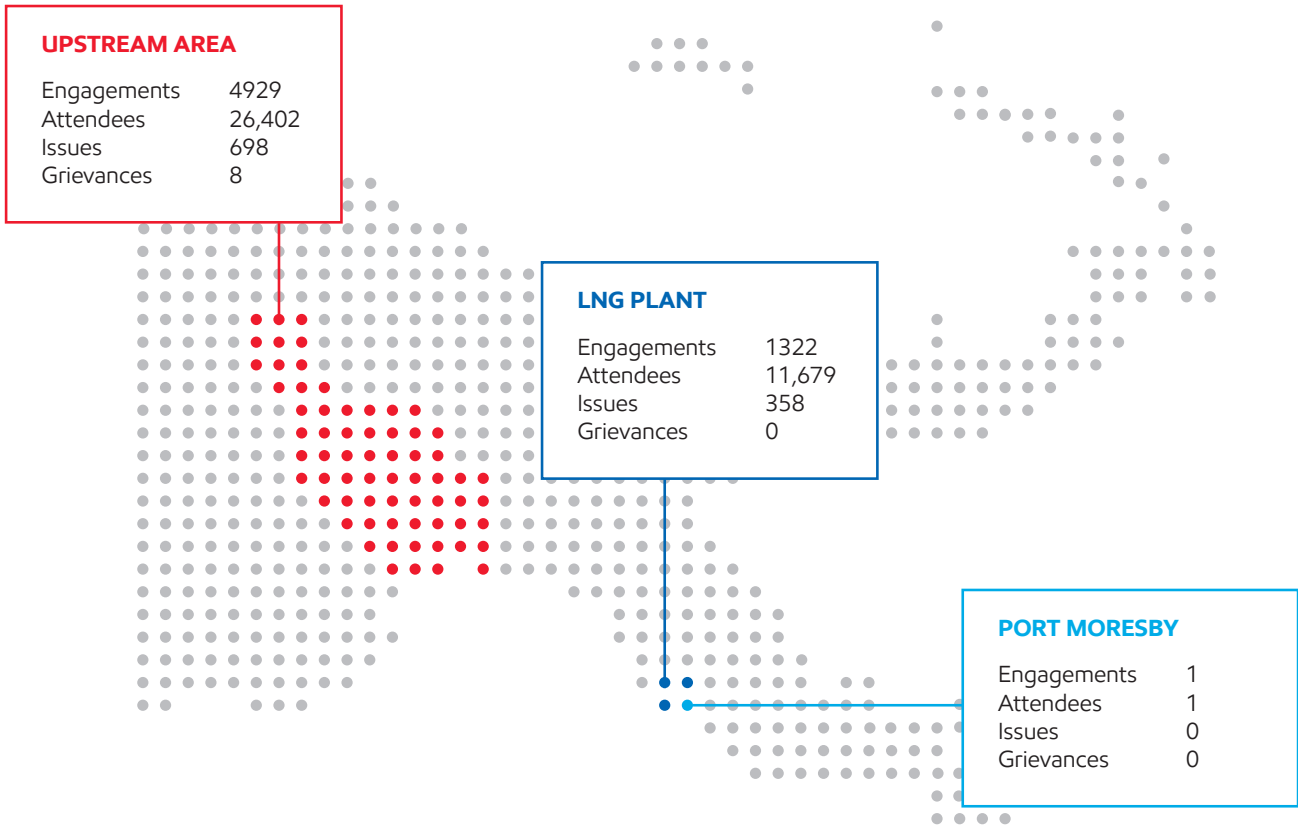 UPSTREAM AREA
Engagements 4929
Attendees 26,402
Issues 698
Grievances 8
LNG PLANT
Engagements 1322
Attendees 11,679
Issues 358
Grievances 0
PORT MORESBY
Engagements 1
Attendees 1
Issues 0
Grievances 0